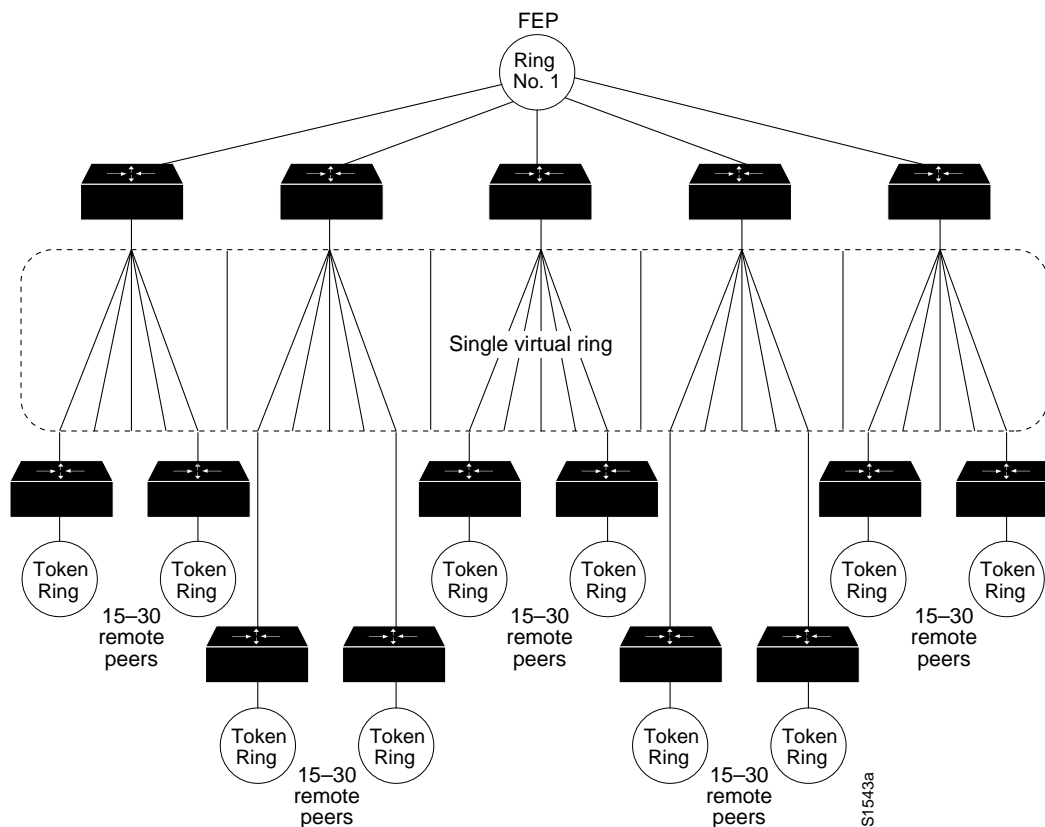 FEP
Ring
No. 1
Single virtual ring
Token
Ring
Token
Ring
Token
Ring
Token
Ring
Token
Ring
Token
Ring
15–30
remote
peers
15–30
remote
peers
15–30
remote
peers
Token
Ring
Token
Ring
Token
Ring
Token
Ring
15–30
remote
peers
15–30
remote
peers
S1543a